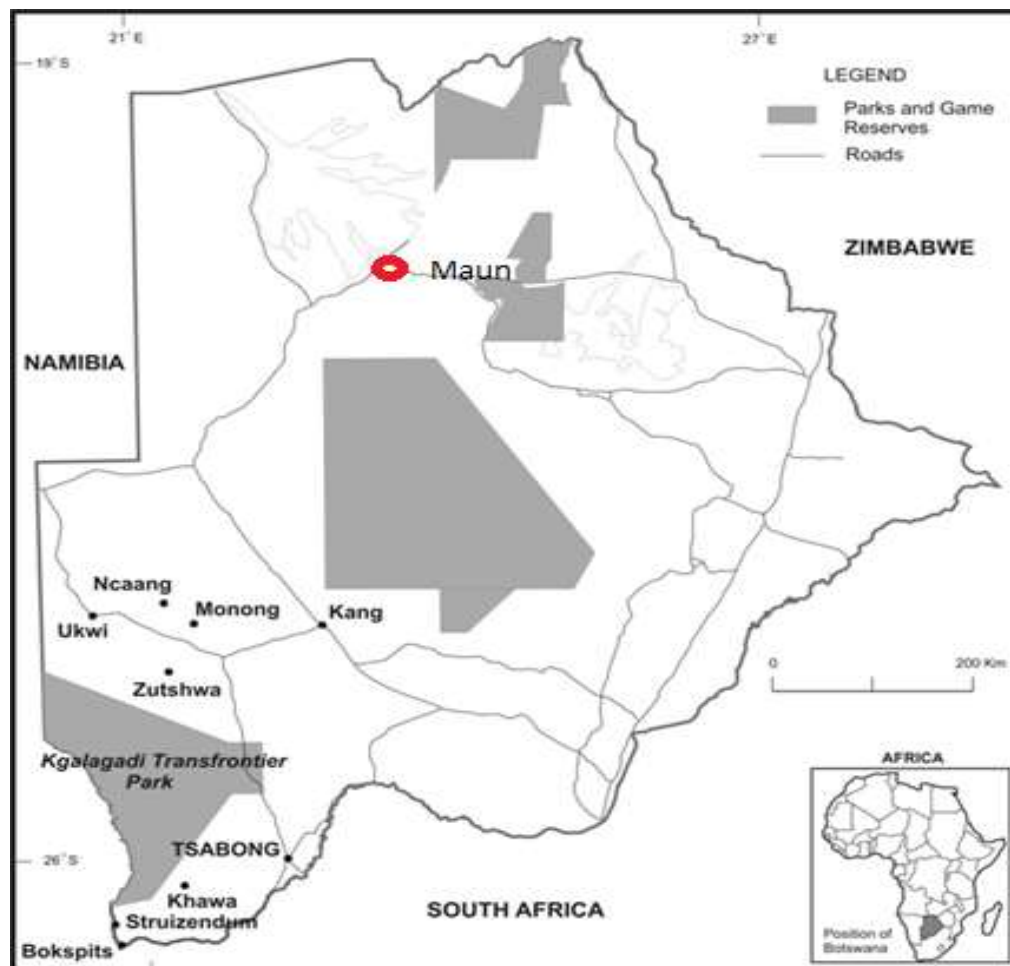 21°E
27°E
19°S
LEGEND
Parks and Game
Reserves
Roads
ZIMBABWE
Maun
NAMIBIA
Ncaang
Monong
Kang
Ukwi
Zutshwa
0
200 Km
Kgalagadi Transfrontier
Park
AFRICA
TSABONG
26°S
Khawa
SOUTH AFRICA
Struizendum
Position of
Botswana
Bokspits